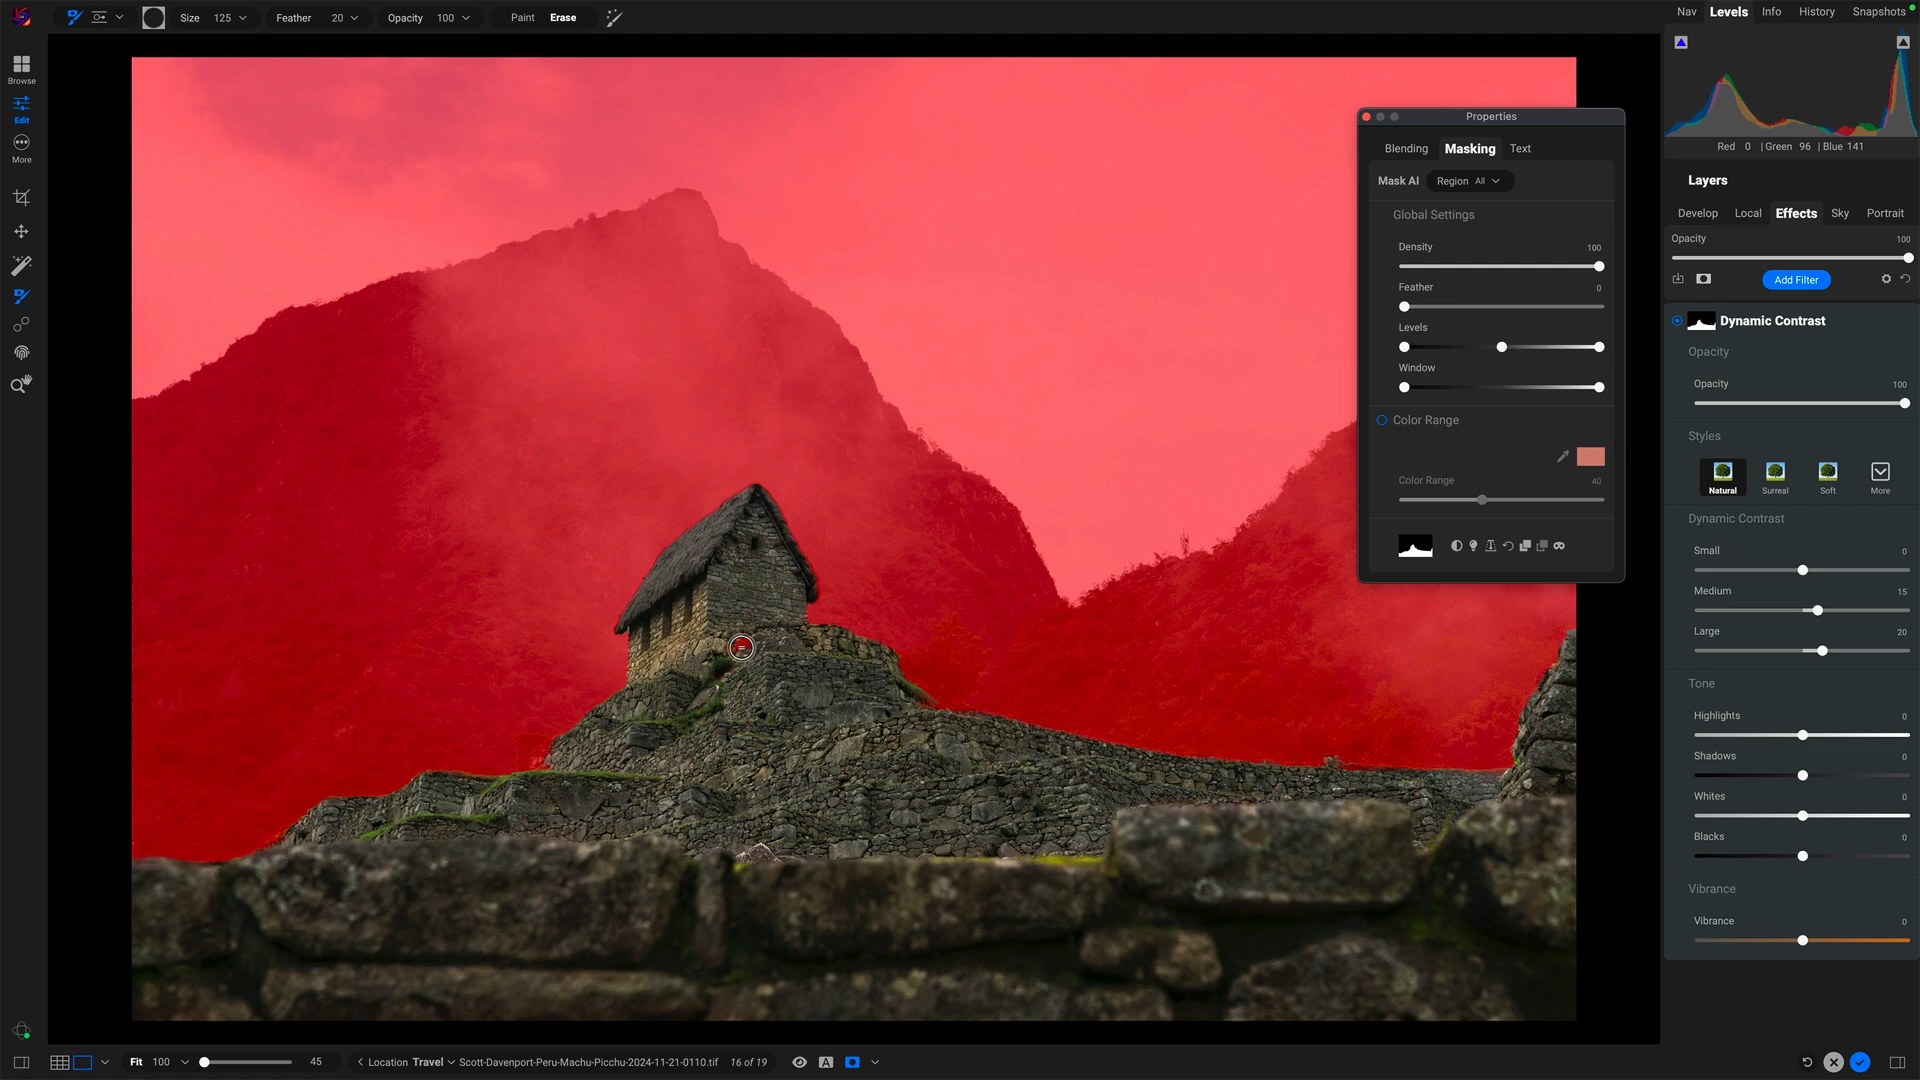 Size 125 Feather 20 Opacity 100 Paint Erase
Nav Levels Info History Snapshots
Browse
Edit
More
Red 0 | Green 96 | Blue 141
Layers
Develop Local Effects Sky Portrait
Opacity 100
Add Filter
Dynamic Contrast
Opacity
Opacity 100
Styles
Natural Surreal Soft More
Dynamic Contrast
Small 0
Medium 15
Large 20
Tone
Highlights 0
Shadows 0
Whites 0
Blacks 0
Vibrance
Vibrance 0
Properties
Blending Masking Text
Mask AI Region All
Global Settings
Density 100
Feather 0
Levels
Window
Color Range
Color Range 40
Fit 100 45 Location Travel Scott-Davenport-Peru-Machu-Picchu-2024-11-21-0110.tif 16 of 19 A